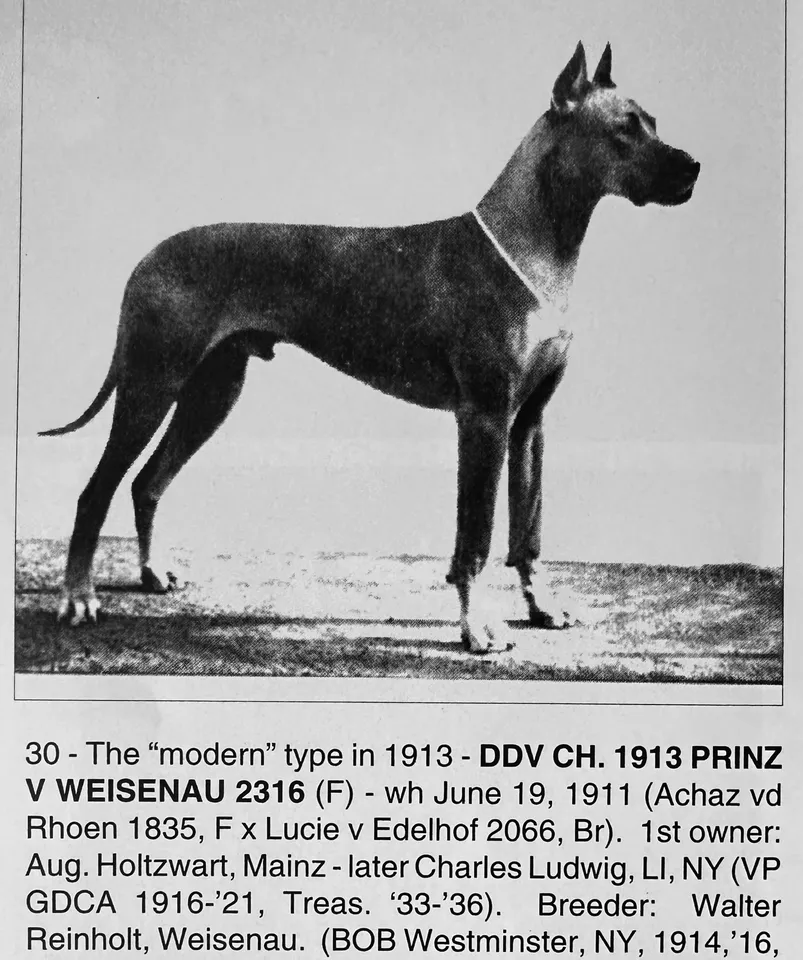 30 - The “modern” type in 1913 - DDV CH. 1913 PRINZ
V WEISENAU 2316 (F) - wh June 19, 1911 (Achaz vd
Rhoen 1835, F x Lucie v Edelhof 2066, Br). 1st owner:
Aug. Holtzwart, Mainz - later Charles Ludwig, LI, NY (VP
GDCA 1916-’21, Treas. ‘33-’36). Breeder: Walter
Reinholt, Weisenau. (BOB Westminster, NY, 1914,’16,